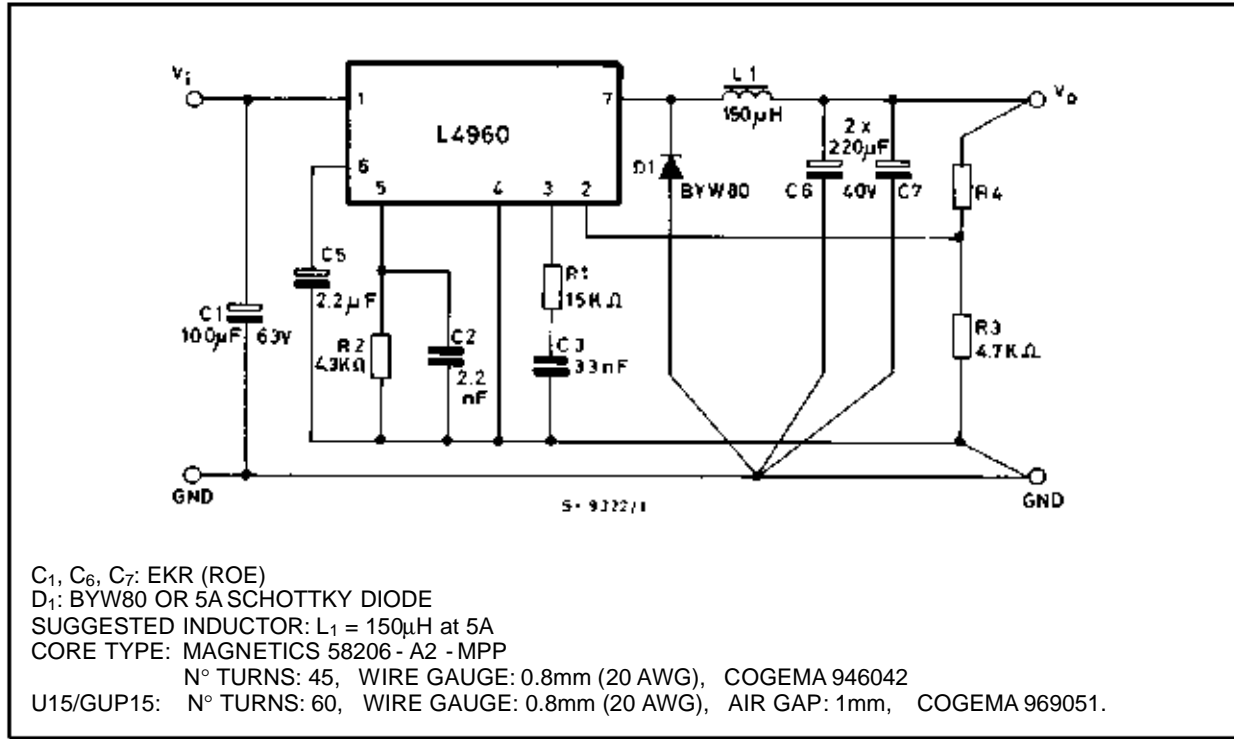 Vi
1
7
L4960
6
5
4
3
2
L1
150µH
Vo
2x
220µF
D1
BYW80
C6
40V
C7
R4
C5
2.2µF
R1
15KΩ
C1
100µF 63V
R2
4.3KΩ
C2
2.2
nF
C3
33nF
R3
4.7KΩ
GND
GND
C1, C6, C7: EKR (ROE)
D1: BYW80 OR 5A SCHOTTKY DIODE
SUGGESTED INDUCTOR: L1 = 150µH at 5A
CORE TYPE: MAGNETICS 58206 - A2 - MPP
N° TURNS: 45, WIRE GAUGE: 0.8mm (20 AWG), COGEMA 946042
U15/GUP15: N° TURNS: 60, WIRE GAUGE: 0.8mm (20 AWG), AIR GAP: 1mm, COGEMA 969051.